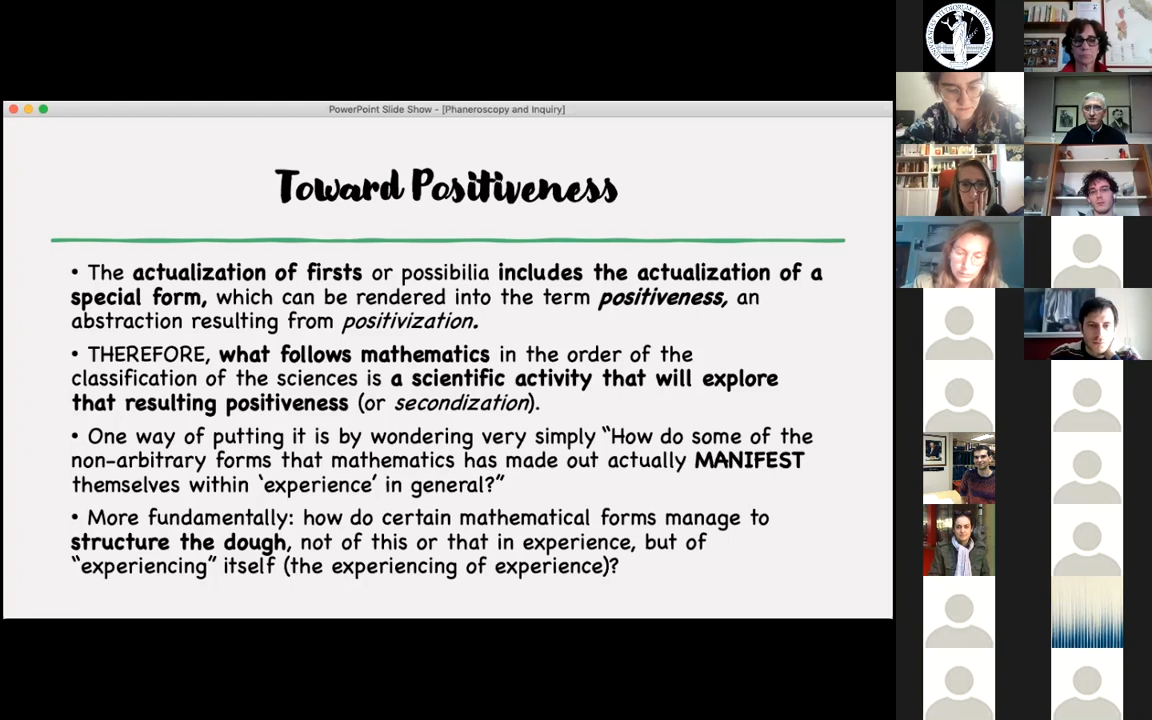 PowerPoint Slide Show - [Phaneroscopy and Inquiry]
Toward Positiveness
• The actualization of firsts or possibilia includes the actualization of a
special form, which can be rendered into the term positiveness, an
abstraction resulting from positivization.
• THEREFORE, what follows mathematics in the order of the
classification of the sciences is a scientific activity that will explore
that resulting positiveness (or secondization).
• One way of putting it is by wondering very simply “How do some of the
non-arbitrary forms that mathematics has made out actually MANIFEST
themselves within ‘experience’ in general?”
• More fundamentally: how do certain mathematical forms manage to
structure the dough, not of this or that in experience, but of
“experiencing” itself (the experiencing of experience)?
UNIVERSITAS STUDIORUM MEDIOLANENSIS